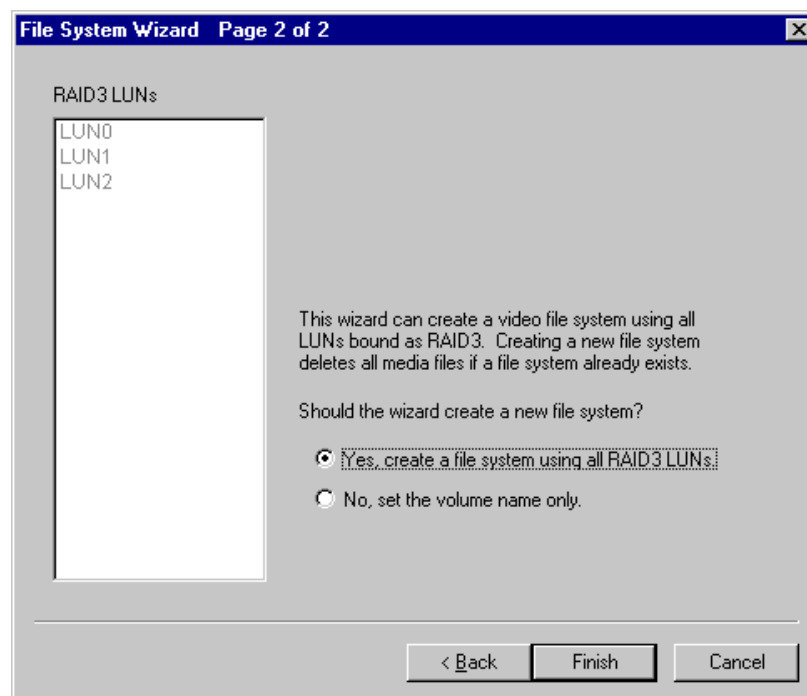 File System Wizard Page 2 of 2
RAID3 LUNs
LUN0
LUN1
LUN2
This wizard can create a video file system using all
LUNs bound as RAID3. Creating a new file system
deletes all media files if a file system already exists.
Should the wizard create a new file system?
Yes, create a file system using all RAID3 LUNs.
No, set the volume name only.
< Back
Finish
Cancel